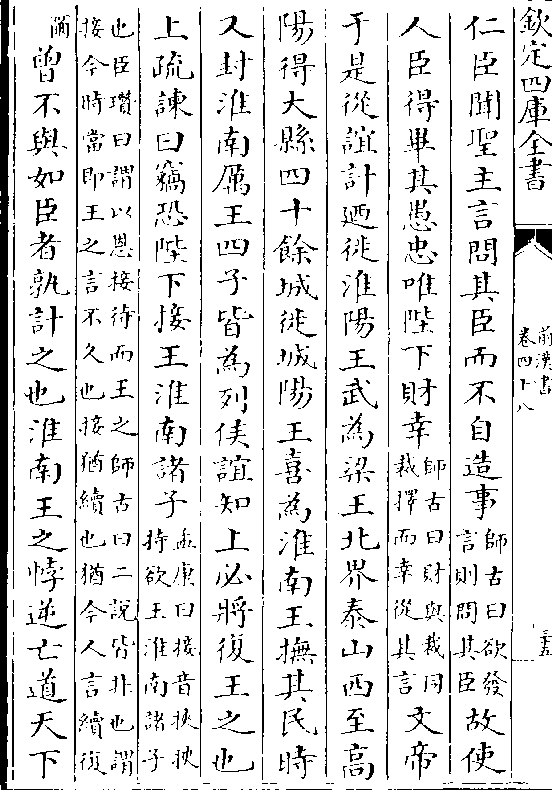 欽定四庫全書
前漢書
卷四十八
三五
仁臣聞聖主言問其臣而不自造事師古曰欲發言則問其臣故使
人臣得畢其愚忠唯陛下財幸師古曰財與裁同裁擇而幸從其言文帝
于是從誼計迺徙淮陽王武為梁王北界泰山西至高
陽得大縣四十餘城徙城陽王喜為淮南王撫其民時
又封淮南厲王四子皆為列侯誼知上必將復王之也
上疏諫曰竊恐陛下接王淮南諸子孟康曰接音挾挾持欲王淮南諸子
也臣瓚曰謂以恩接待而王之師古曰二說皆非也謂接今時當即王之言不久也接猶續也猶今人言續復
爾曾不與如臣者孰計之也淮南王之悖逆亡道天下